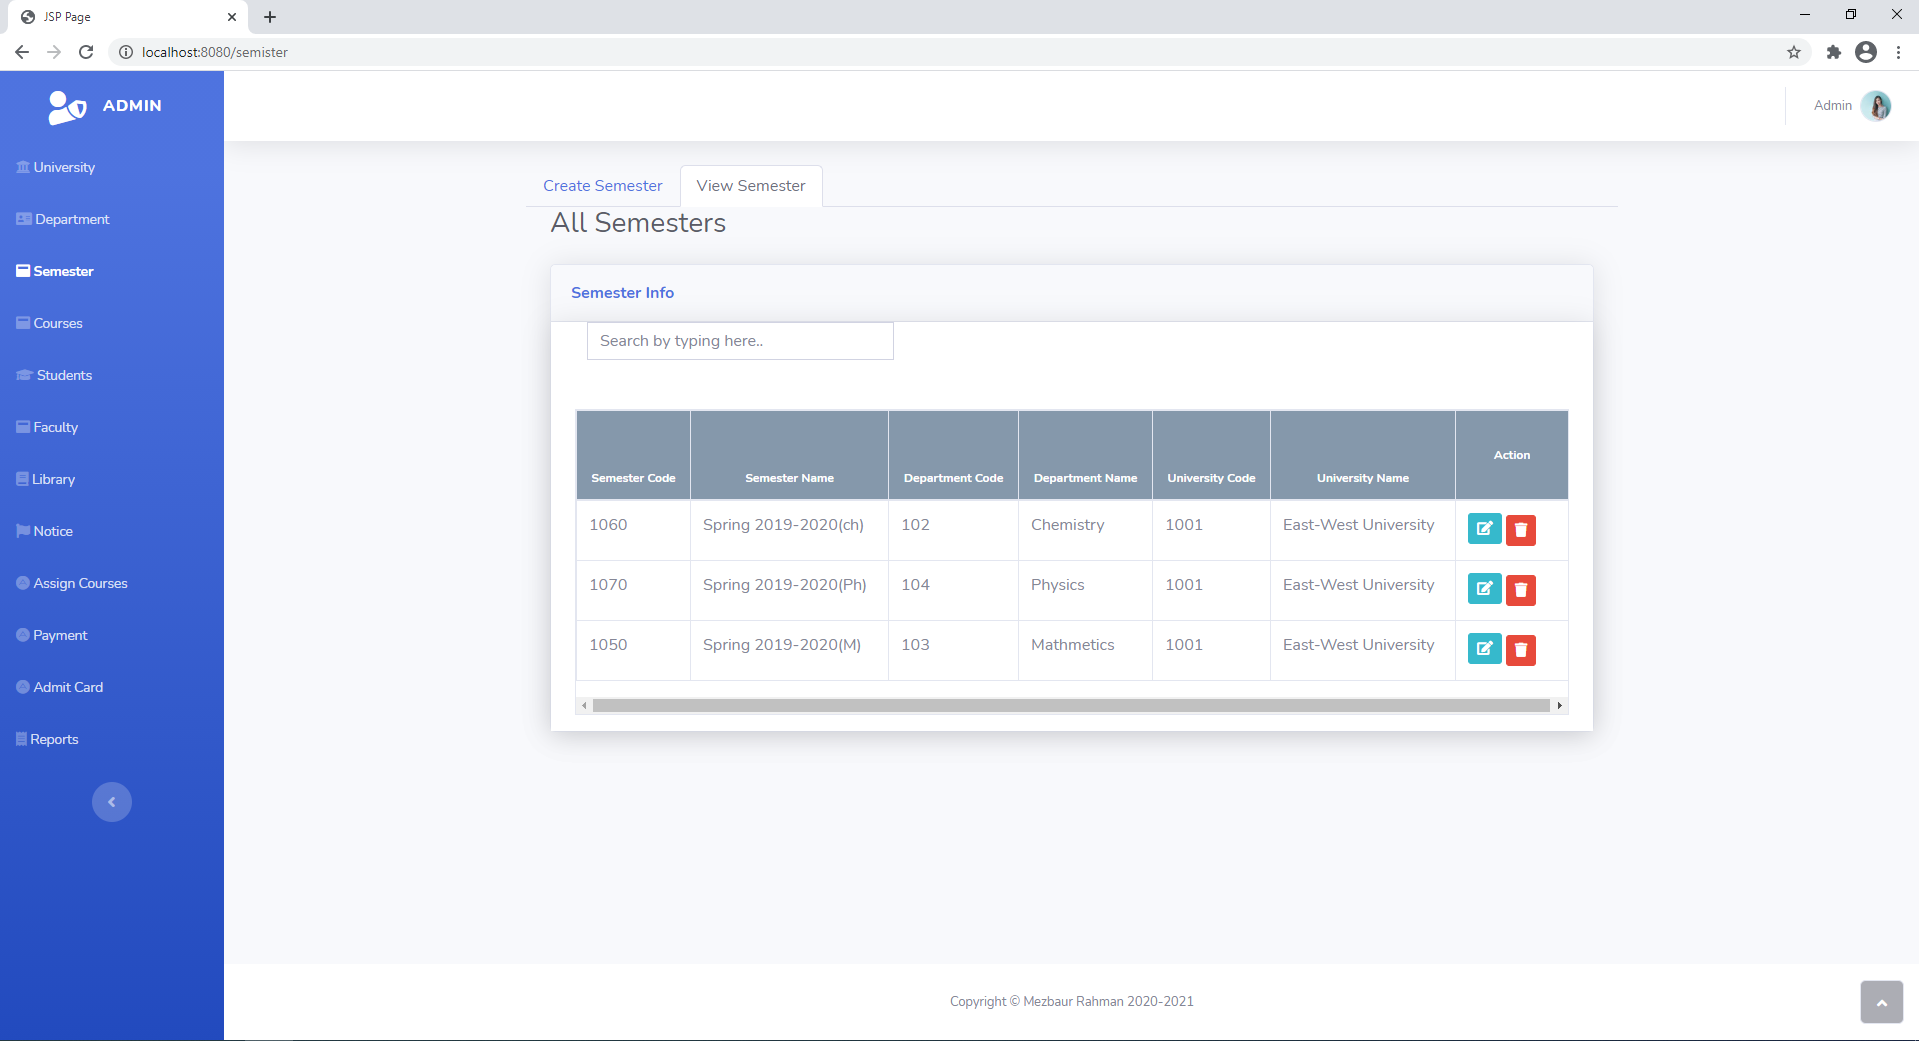 JSP Page
localhost:8080/semister
ADMIN
Admin
University
Department
Semester
Courses
Students
Faculty
Library
Notice
Assign Courses
Payment
Admit Card
Reports
Create Semester View Semester
All Semesters
Semester Info
Search by typing here..
Semester Code Semester Name Department Code Department Name University Code University Name Action
1060 Spring 2019-2020(ch) 102 Chemistry 1001 East-West University
1070 Spring 2019-2020(Ph) 104 Physics 1001 East-West University
1050 Spring 2019-2020(M) 103 Mathmetics 1001 East-West University
Copyright © Mezbaur Rahman 2020-2021